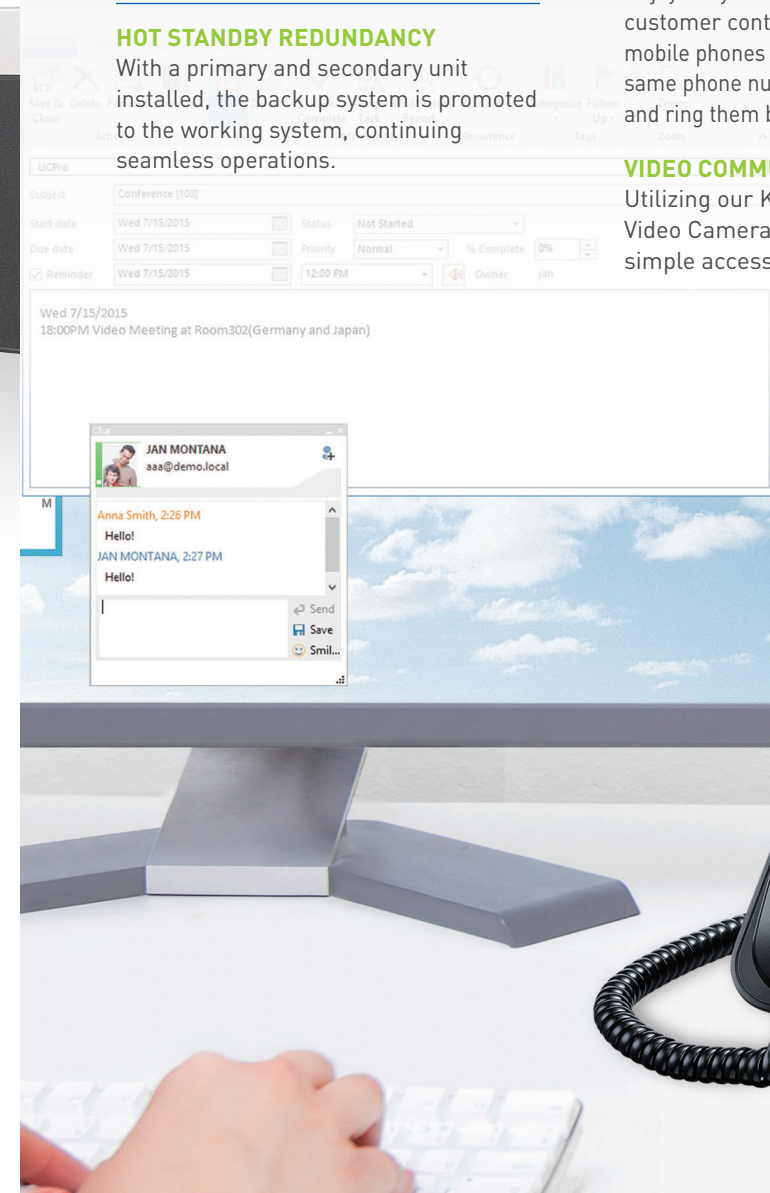 HOT STANDBY REDUNDANCY
With a primary and secondary unit
installed, the backup system is promoted
to the working system, continuing
seamless operations.
customer
mobile phones
same phone
and ring them
VIDEO
Utilizing our
Video Camera
simple access
Save & Delete
Close
Complete Task Report
Recurrence
Categorize Follow
Up
Tags
Zoom
Zoom
UCPro
Subject Conference [103]
Start date Wed 7/15/2015 Status Not Started
Due date Wed 7/15/2015 Priority Normal % Complete 0%
Reminder Wed 7/15/2015 12:00 PM Owner jan
Wed 7/15/2015
18:00PM Video Meeting at Room302(Germany and Japan)
M
Chat
JAN MONTANA
aaa@demo.local
Anna Smith, 2:26 PM
Hello!
JAN MONTANA, 2:27 PM
Hello!
Send
Save
Smil...